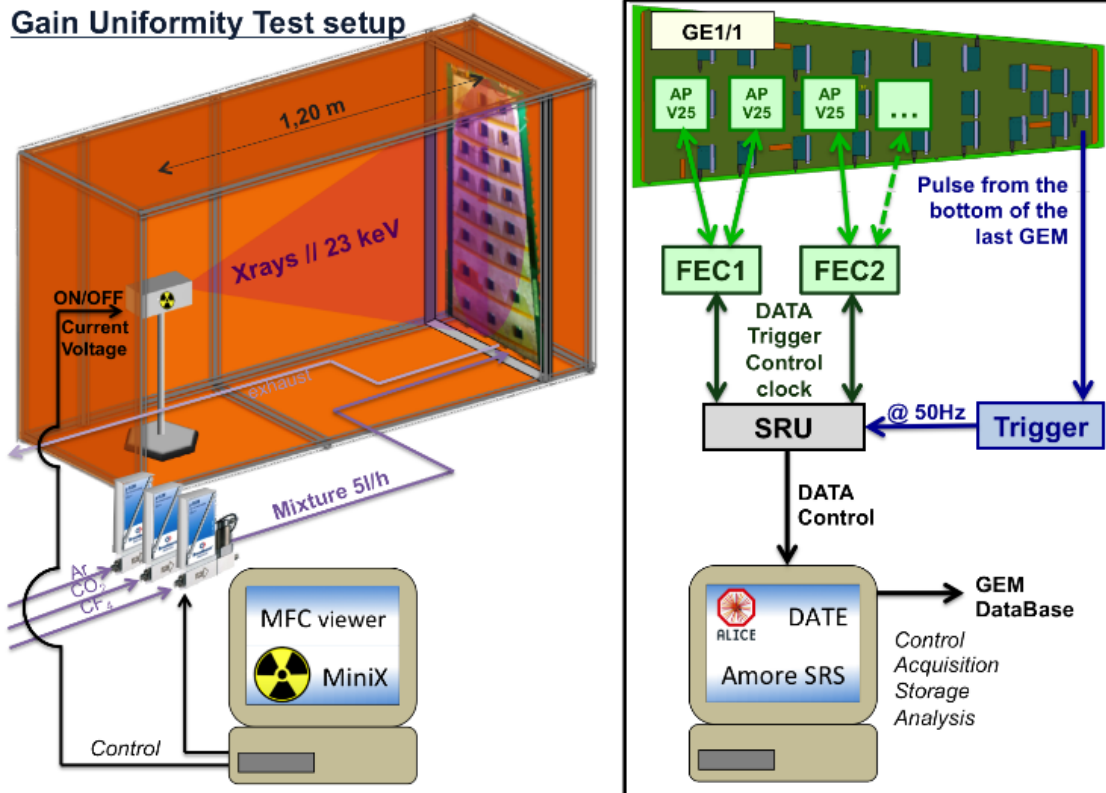 Gain Uniformity Test setup
1,20 m
Xrays // 23 keV
ON/OFF
Current
Voltage
exhaust
Mixture 5l/h
Ar
CO₂
CF₄
MFC viewer
MiniX
Control
GE1/1
AP
V25
AP
V25
AP
V25
...
Pulse from the
bottom of the
last GEM
FEC1
FEC2
DATA
Trigger
Control
clock
SRU
@ 50Hz
Trigger
DATA
Control
ALICE
DATE
Amore SRS
GEM
DataBase
Control
Acquisition
Storage
Analysis